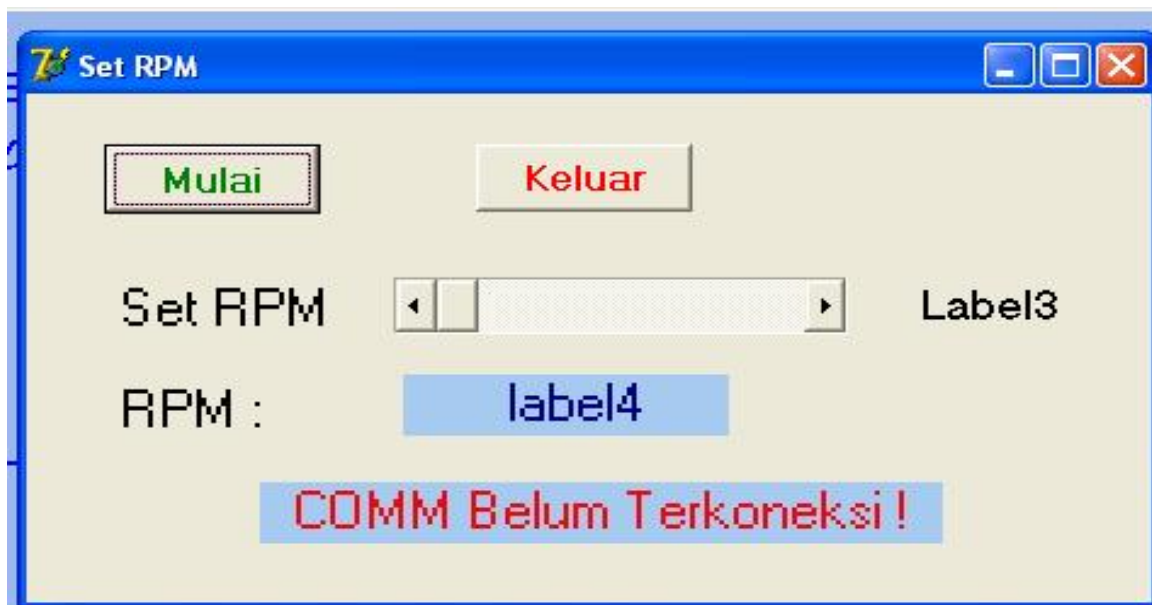 Set RPM
Mulai Keluar
Set RPM Label3
RPM : label4
COMM Belum Terkoneksi !